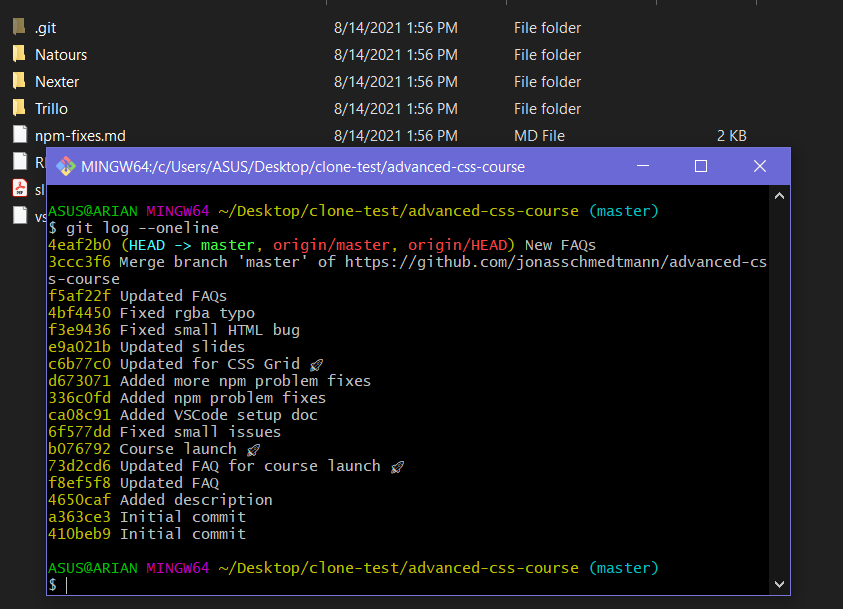 .git 8/14/2021 1:56 PM File folder
Natours 8/14/2021 1:56 PM File folder
Nexter 8/14/2021 1:56 PM File folder
Trillo 8/14/2021 1:56 PM File folder
npm-fixes.md 8/14/2021 1:56 PM MD File 2 KB
MINGW64:/c/Users/ASUS/Desktop/clone-test/advanced-css-course
ASUS@ARIAN MINGW64 ~/Desktop/clone-test/advanced-css-course (master)
$ git log --oneline
4eaf2b0 (HEAD -> master, origin/master, origin/HEAD) New FAQs
3ccc3f6 Merge branch 'master' of https://github.com/jonasschmedtmann/advanced-cs
s-course
f5af22f Updated FAQs
4bf4450 Fixed rgba typo
f3e9436 Fixed small HTML bug
e9a021b Updated slides
c6b77c0 Updated for CSS Grid 🚀
d673071 Added more npm problem fixes
336c0fd Added npm problem fixes
ca08c91 Added VSCode setup doc
6f577dd Fixed small issues
b076792 Course launch 🚀
73d2cd6 Updated FAQ for course launch 🚀
f8ef5f8 Updated FAQ
4650caf Added description
a363ce3 Initial commit
410beb9 Initial commit
ASUS@ARIAN MINGW64 ~/Desktop/clone-test/advanced-css-course (master)
$